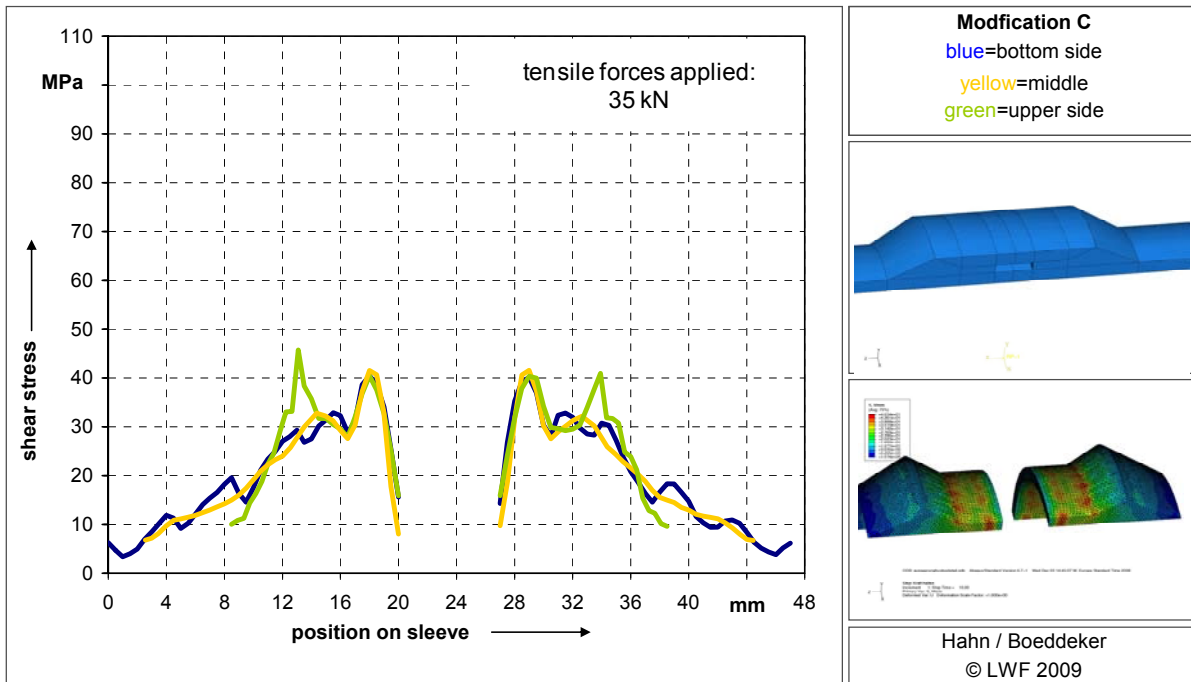 110
MPa
90
80
70
60
50
40
30
20
10
0
shear stress
tensile forces applied:
35 kN
0 4 8 12 16 20 24 28 32 36 40 mm 48
position on sleeve
Modfication C
blue=bottom side
yellow=middle
green=upper side
Hahn / Boeddeker
© LWF 2009